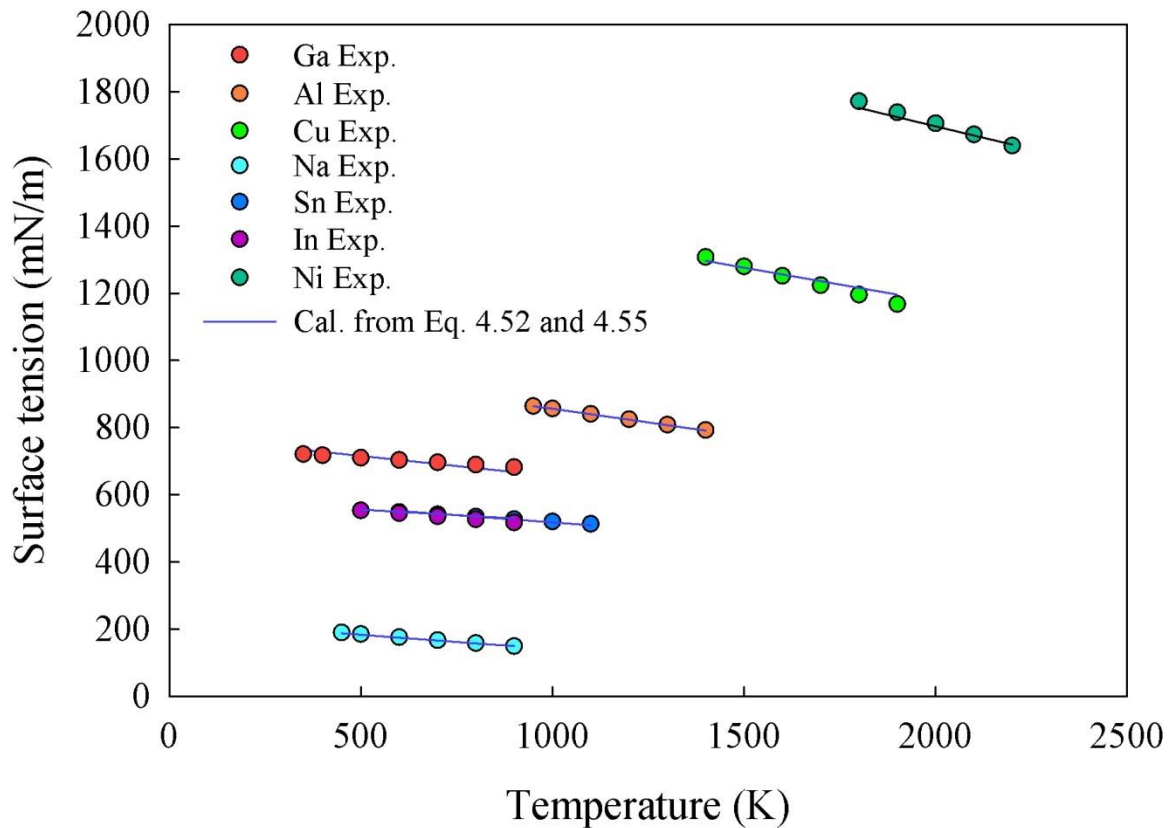 2000
1800
1600
1400
1200
1000
800
600
400
200
0
Surface tension (mN/m)
Ga Exp.
Al Exp.
Cu Exp.
Na Exp.
Sn Exp.
In Exp.
Ni Exp.
Cal. from Eq. 4.52 and 4.55
0 500 1000 1500 2000 2500
Temperature (K)